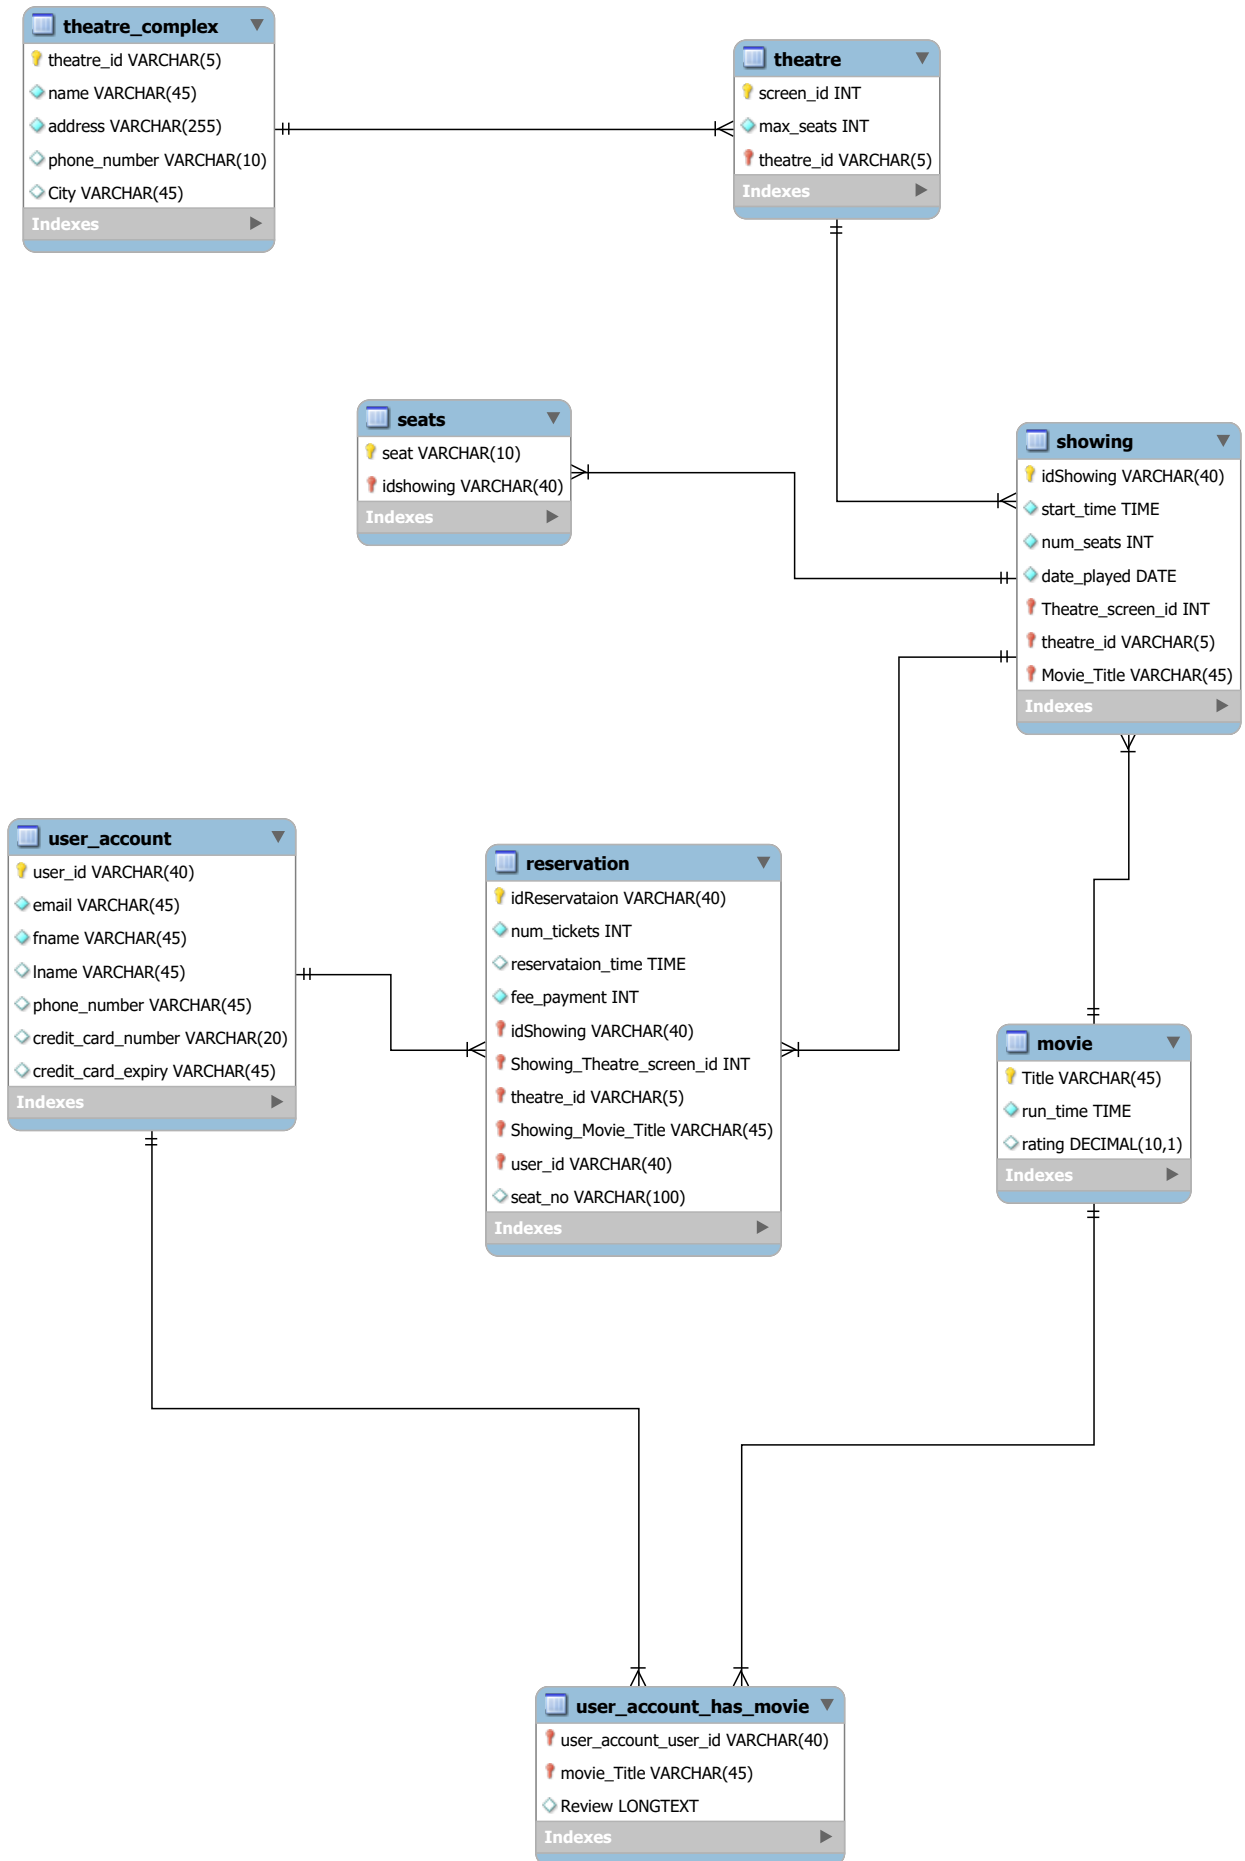 theatre_complex
theatre_id VARCHAR(5)
name VARCHAR(45)
address VARCHAR(255)
phone_number VARCHAR(10)
City VARCHAR(45)
Indexes
theatre
screen_id INT
max_seats INT
theatre_id VARCHAR(5)
Indexes
seats
seat VARCHAR(10)
idshowing VARCHAR(40)
Indexes
showing
idShowing VARCHAR(40)
start_time TIME
num_seats INT
date_played DATE
Theatre_screen_id INT
theatre_id VARCHAR(5)
Movie_Title VARCHAR(45)
Indexes
user_account
user_id VARCHAR(40)
email VARCHAR(45)
fname VARCHAR(45)
lname VARCHAR(45)
phone_number VARCHAR(45)
credit_card_number VARCHAR(20)
credit_card_expiry VARCHAR(45)
Indexes
reservation
idReservataion VARCHAR(40)
num_tickets INT
reservataion_time TIME
fee_payment INT
idShowing VARCHAR(40)
Showing_Theatre_screen_id INT
theatre_id VARCHAR(5)
Showing_Movie_Title VARCHAR(45)
user_id VARCHAR(40)
seat_no VARCHAR(100)
Indexes
movie
Title VARCHAR(45)
run_time TIME
rating DECIMAL(10,1)
Indexes
user_account_has_movie
user_account_user_id VARCHAR(40)
movie_Title VARCHAR(45)
Review LONGTEXT
Indexes